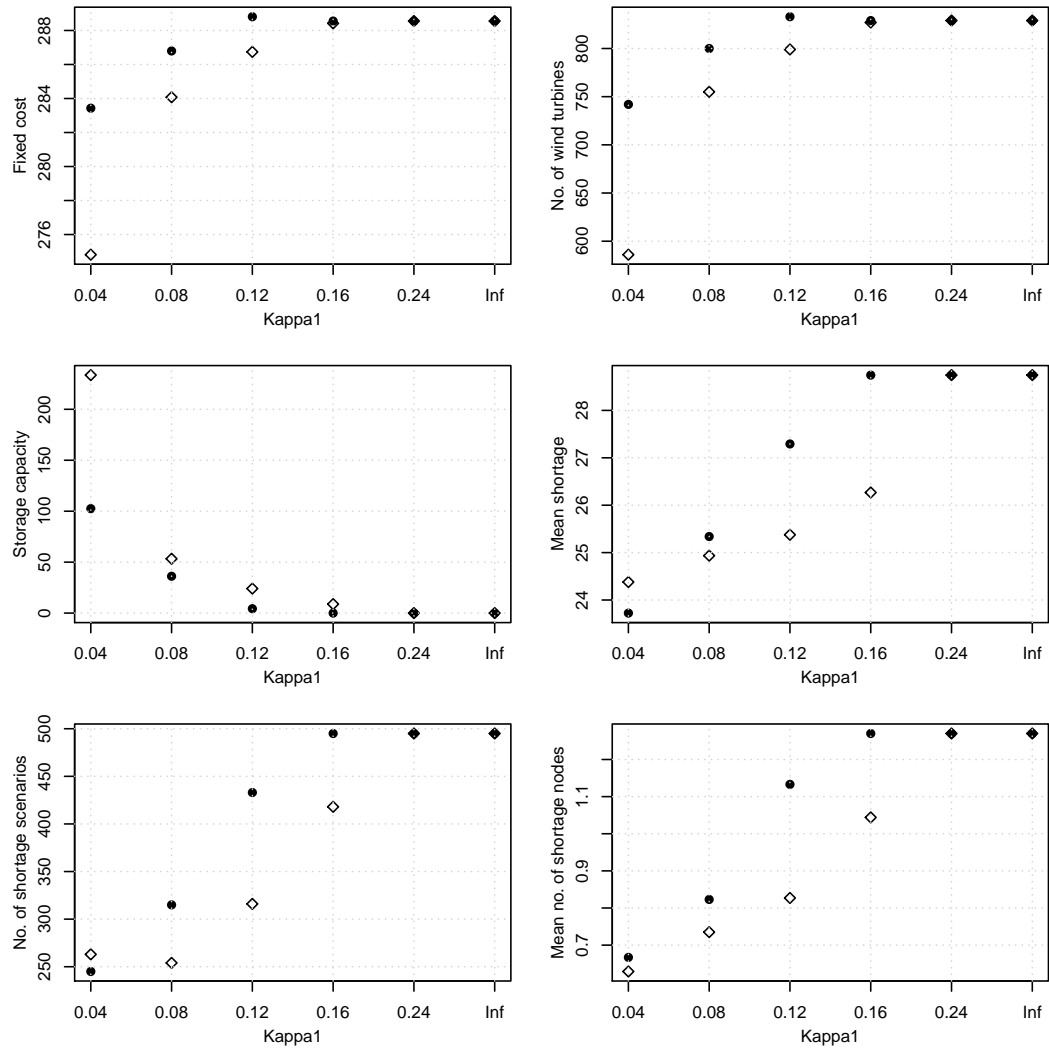 Fixed cost
276 280 284 288
0.04 0.08 0.12 0.16 0.24 Inf
Kappa1
No. of wind turbines
600 650 700 750 800
0.04 0.08 0.12 0.16 0.24 Inf
Kappa1
Storage capacity
0 50 100 150 200
0.04 0.08 0.12 0.16 0.24 Inf
Kappa1
Mean shortage
24 25 26 27 28
0.04 0.08 0.12 0.16 0.24 Inf
Kappa1
No. of shortage scenarios
250 300 350 400 450 500
0.04 0.08 0.12 0.16 0.24 Inf
Kappa1
Mean no. of shortage nodes
0.7 0.9 1.1
0.04 0.08 0.12 0.16 0.24 Inf
Kappa1